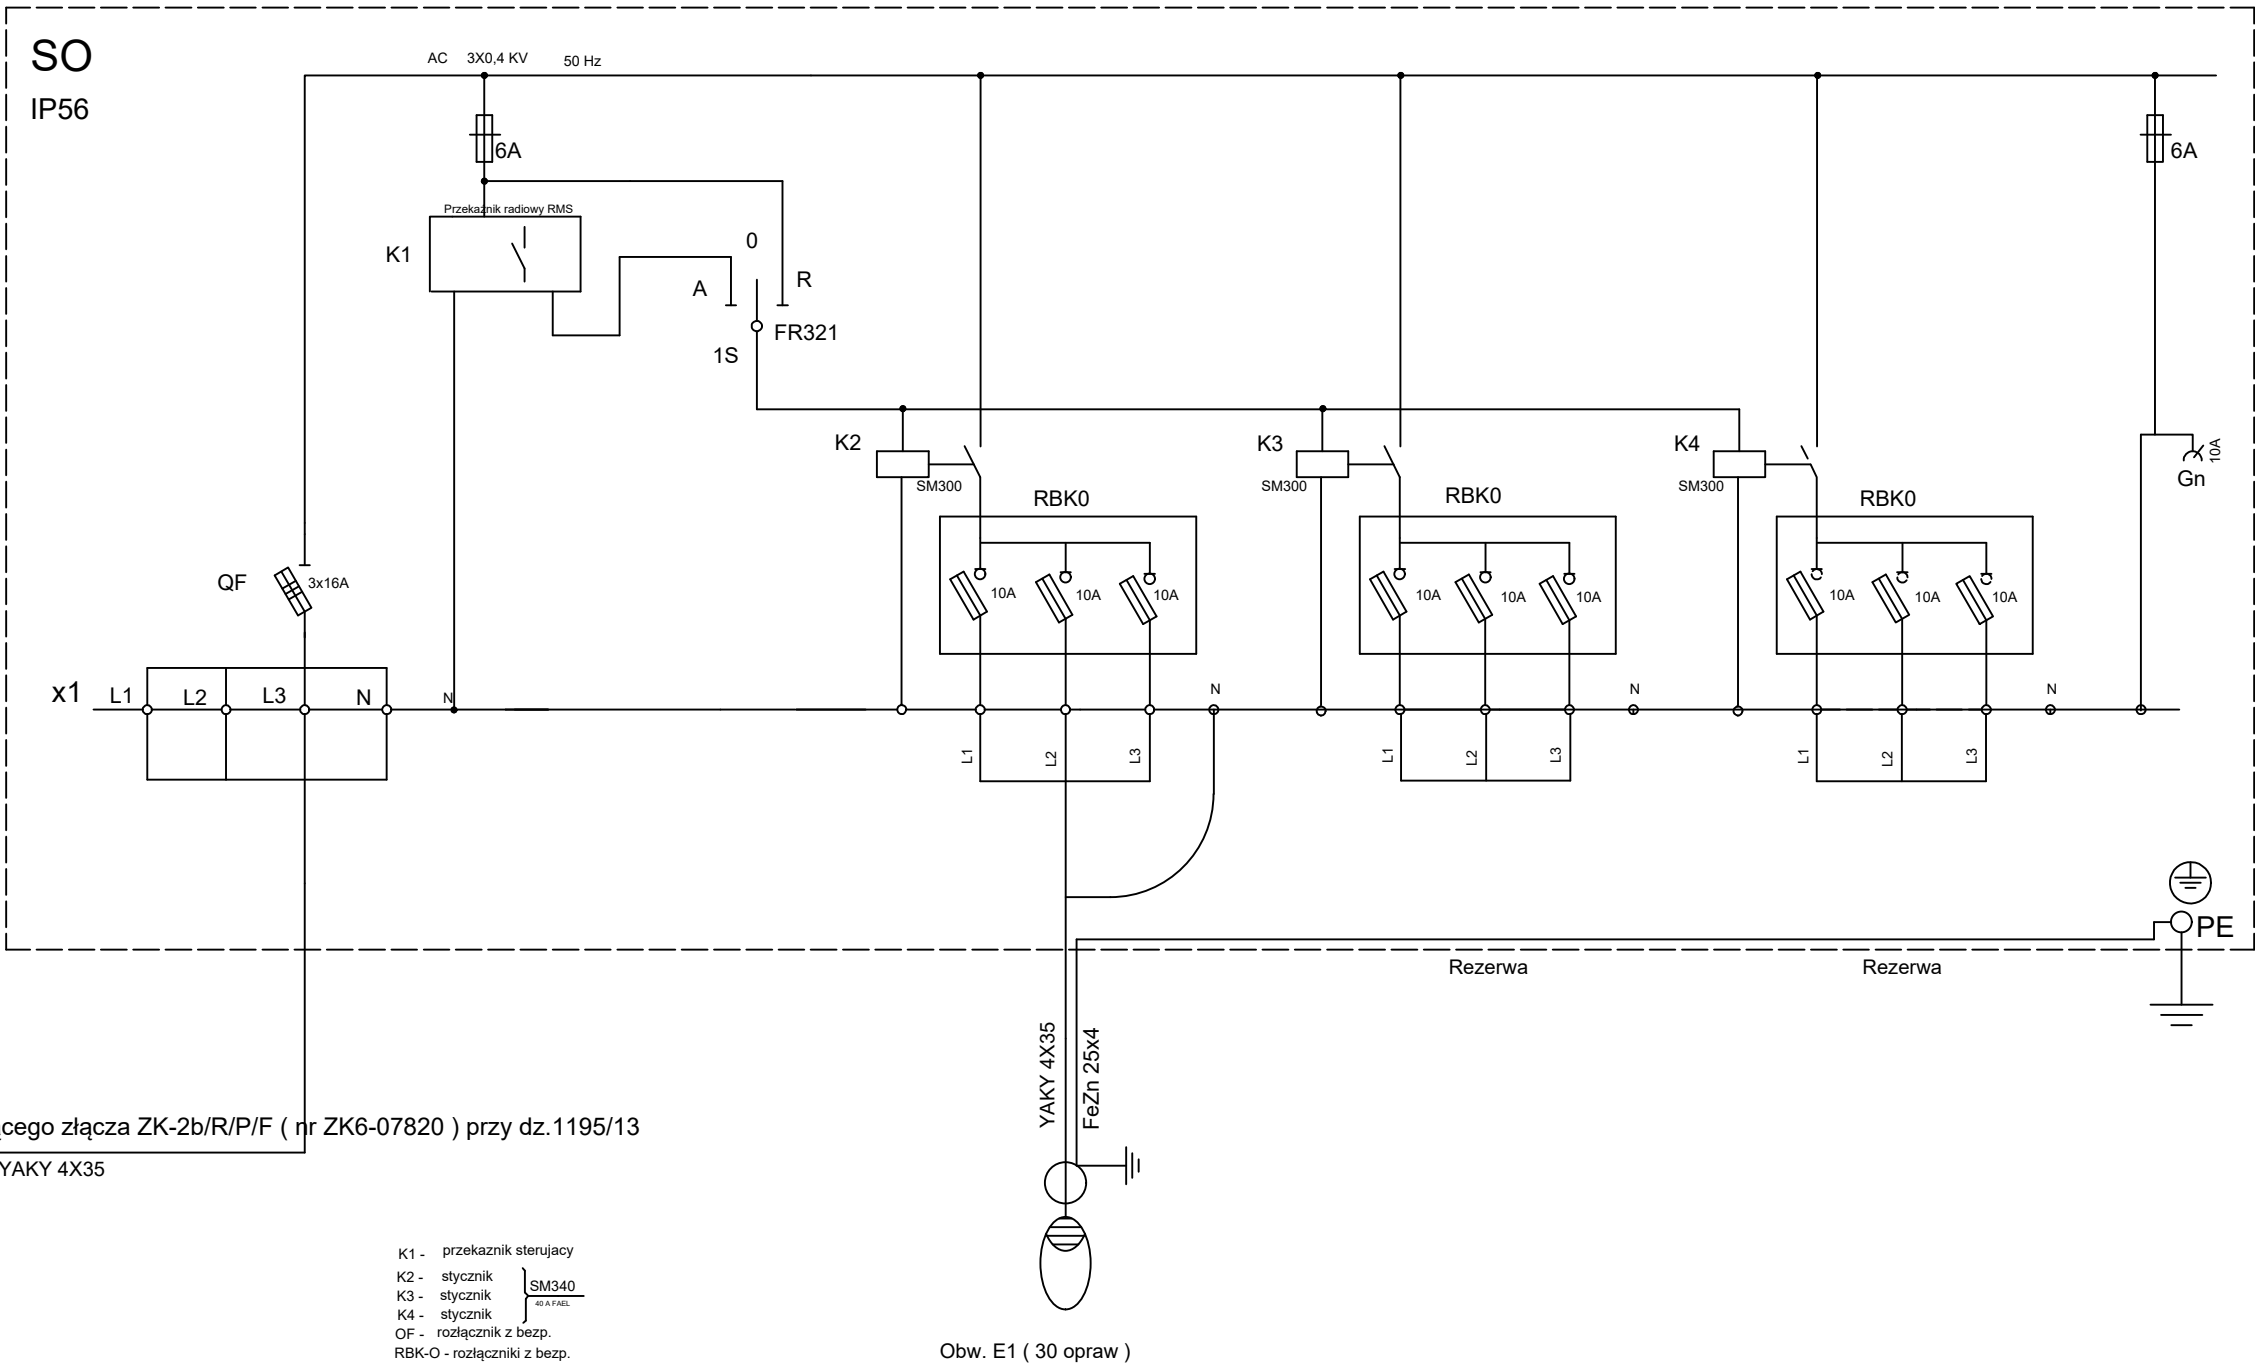 SO
IP56
AC 3X0,4 KV 50 Hz
6A
6A
Przekaźnik radiowy RMS
K1
0
A
R
FR321
1S
K2
SM300
K3
SM300
K4
SM300
10A
Gn
RBK0
RBK0
RBK0
QF
3x16A
10A
10A
10A
10A
10A
10A
10A
10A
10A
x1
L1
L2
L3
N
N
N
N
N
L1
L2
L3
L1
L2
L3
L1
L2
L3
PE
Rezerwa
Rezerwa
YAKY 4X35
FeZn 25x4
ącego złącza ZK-2b/R/P/F ( nr ZK6-07820 ) przy dz.1195/13
YAKY 4X35
K1 - przekaznik sterujacy
K2 - stycznik
K3 - stycznik
K4 - stycznik
SM340
40 A FAEL
OF - rozłącznik z bezp.
RBK-O - rozłączniki z bezp.
Obw. E1 ( 30 opraw )